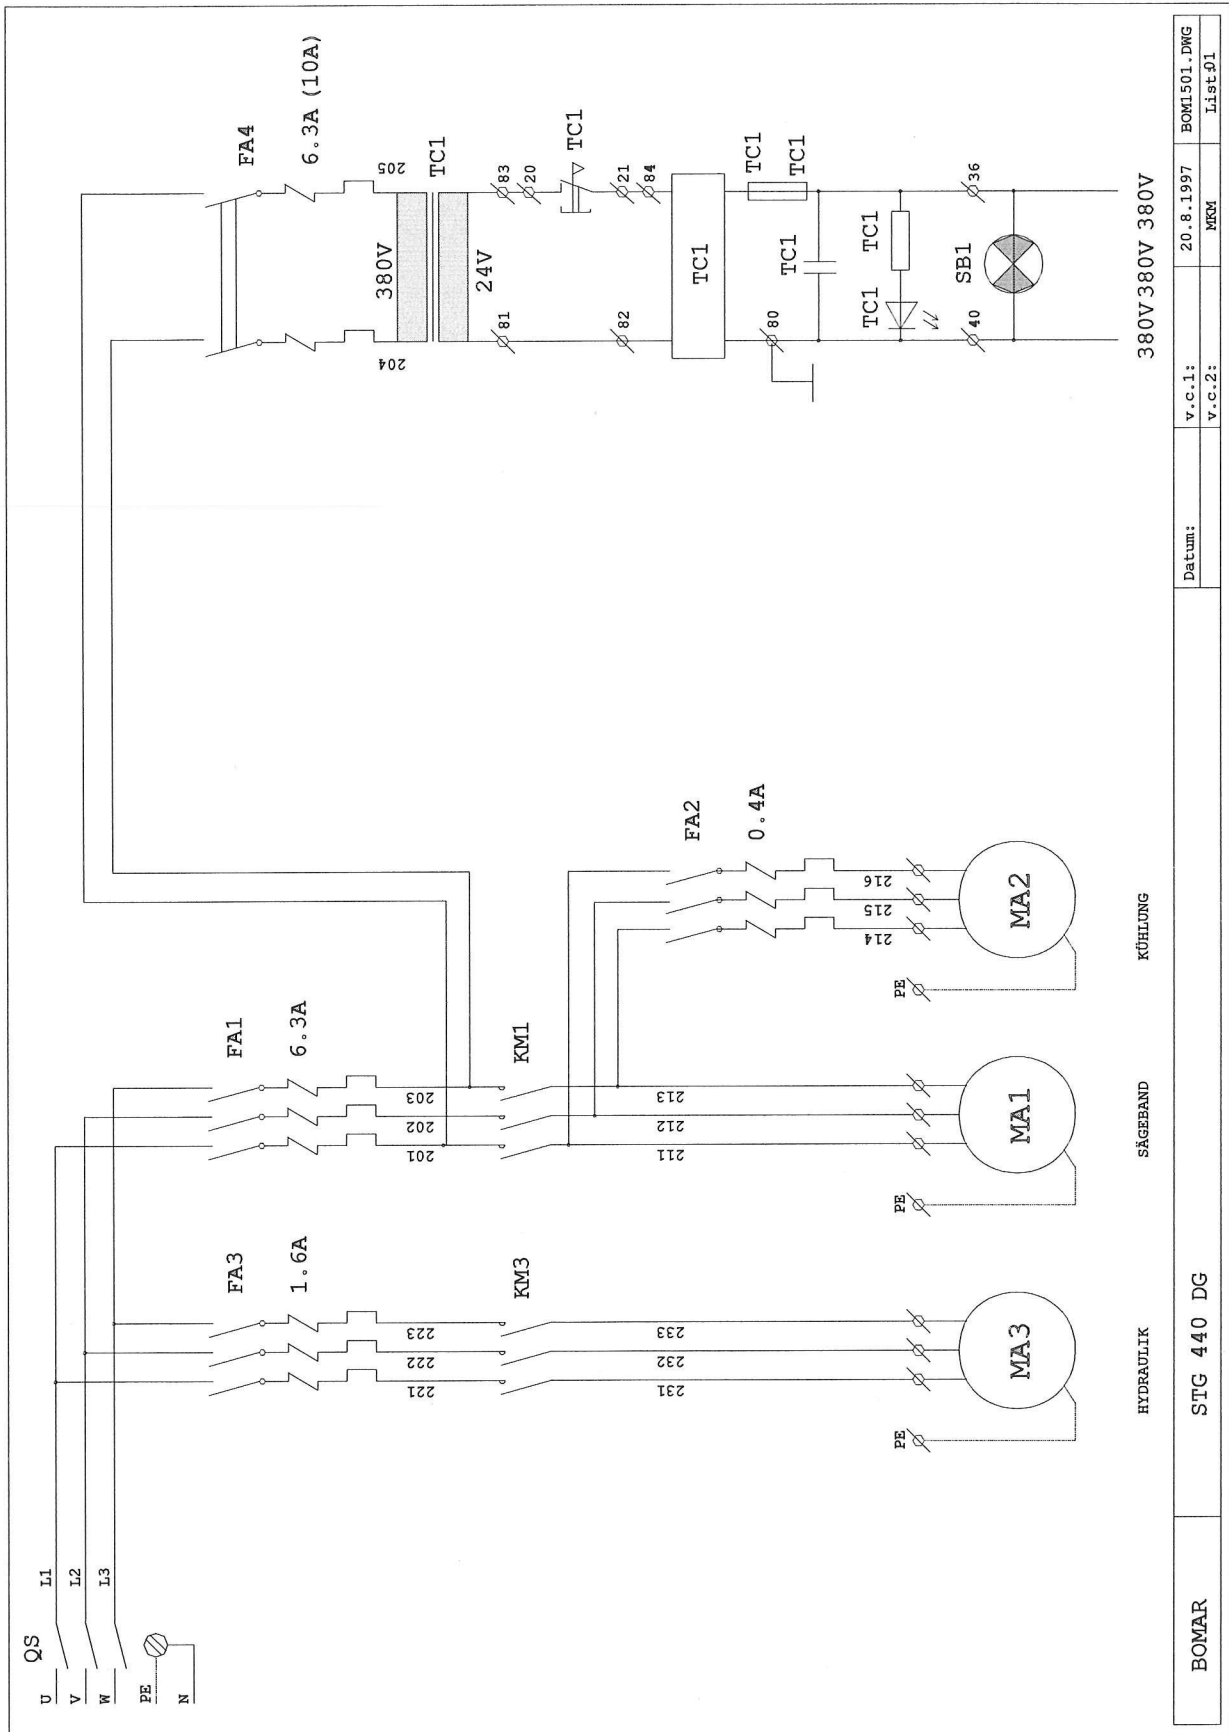 QS
U
L1
V
L2
W
L3
PE
N
FA3
1.6A
FA1
6.3A
FA4
6.3A (10A)
221
222
223
201
202
203
204
205
380V
TC1
24V
KM3
KM1
81
83
20
TC1
82
21
84
231
232
233
211
212
213
FA2
0.4A
TC1
TC1
TC1
80
TC1
214
215
216
TC1
TC1
PE
PE
PE
40
36
SB1
MA3
MA1
MA2
HYDRAULIK
SÄGEBAND
KÜHLUNG
380V 380V 380V
BOMAR
STG 440 DG
Datum:
v.c.1:
20.8.1997
BOM1501.DWG
v.c.2:
MKM
List:01